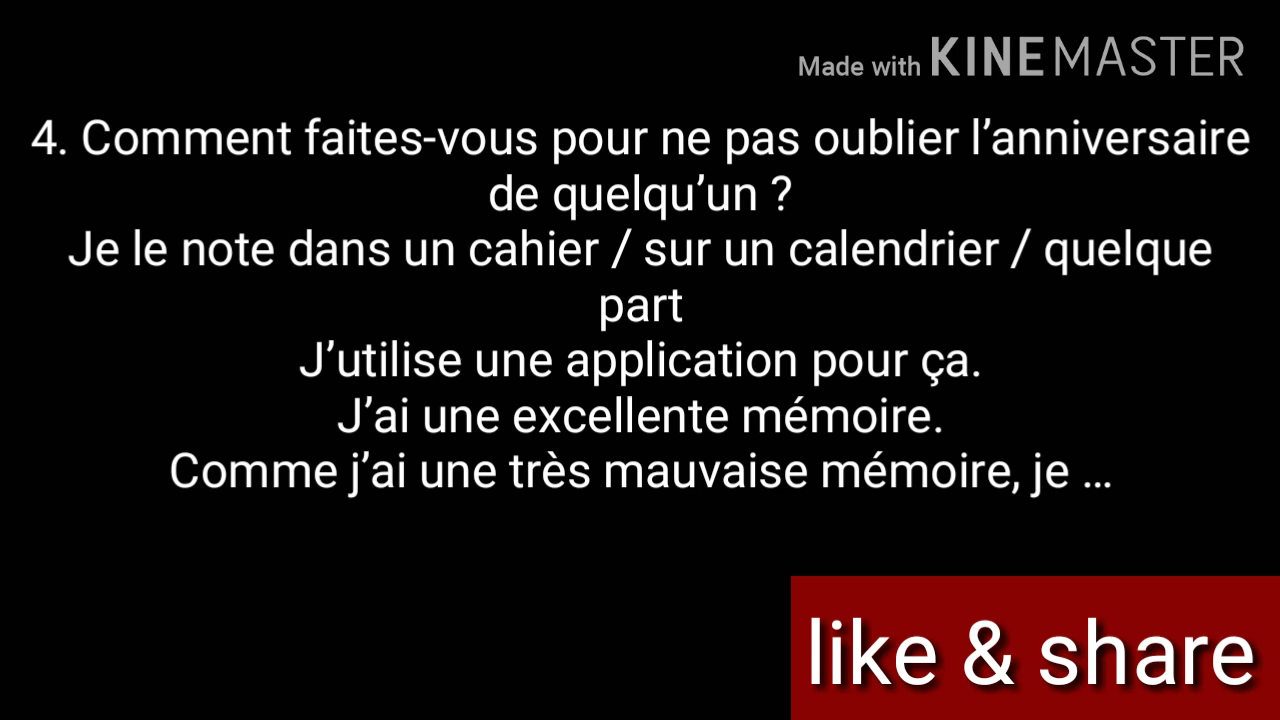 Made with KINEMASTER
4. Comment faites-vous pour ne pas oublier l’anniversaire
de quelqu’un ?
Je le note dans un cahier / sur un calendrier / quelque
part
J’utilise une application pour ça.
J’ai une excellente mémoire.
Comme j’ai une très mauvaise mémoire, je ...
like & share